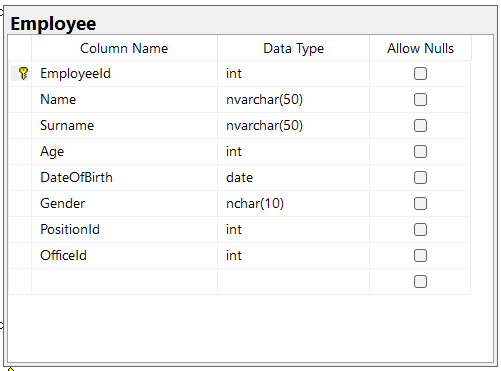 Employee
Column Name Data Type Allow Nulls
EmployeeId int
Name nvarchar(50)
Surname nvarchar(50)
Age int
DateOfBirth date
Gender nchar(10)
PositionId int
OfficeId int